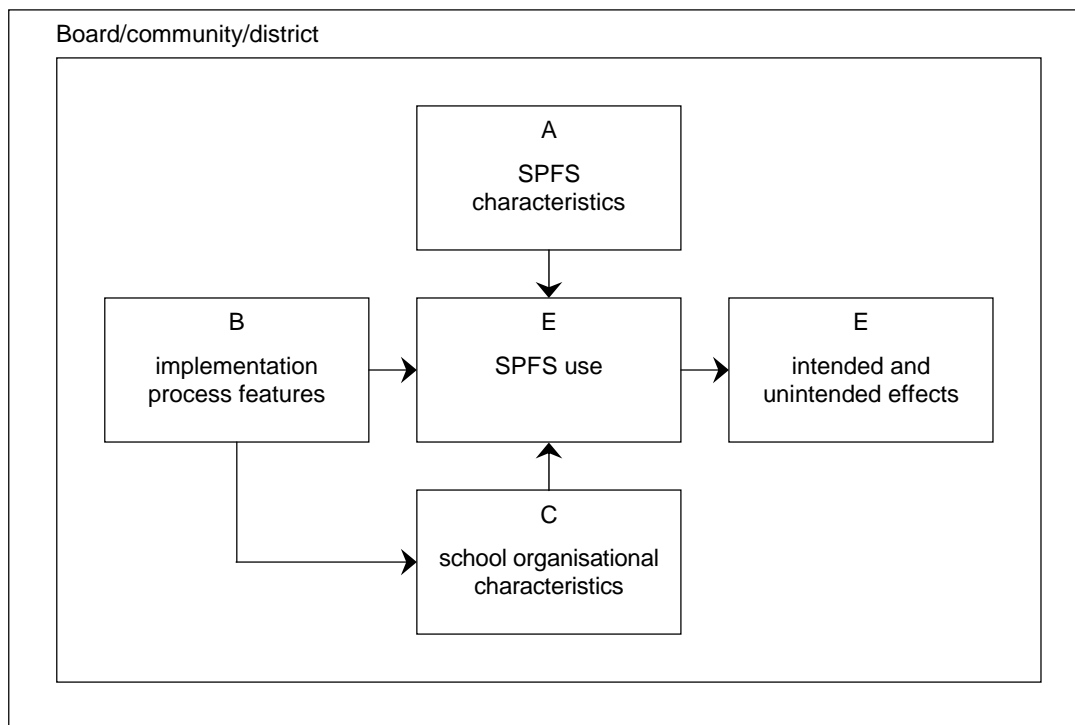 Board/community/district
A
SPFS
characteristics
B
implementation
process features
E
SPFS use
E
intended and
unintended effects
C
school organisational
characteristics